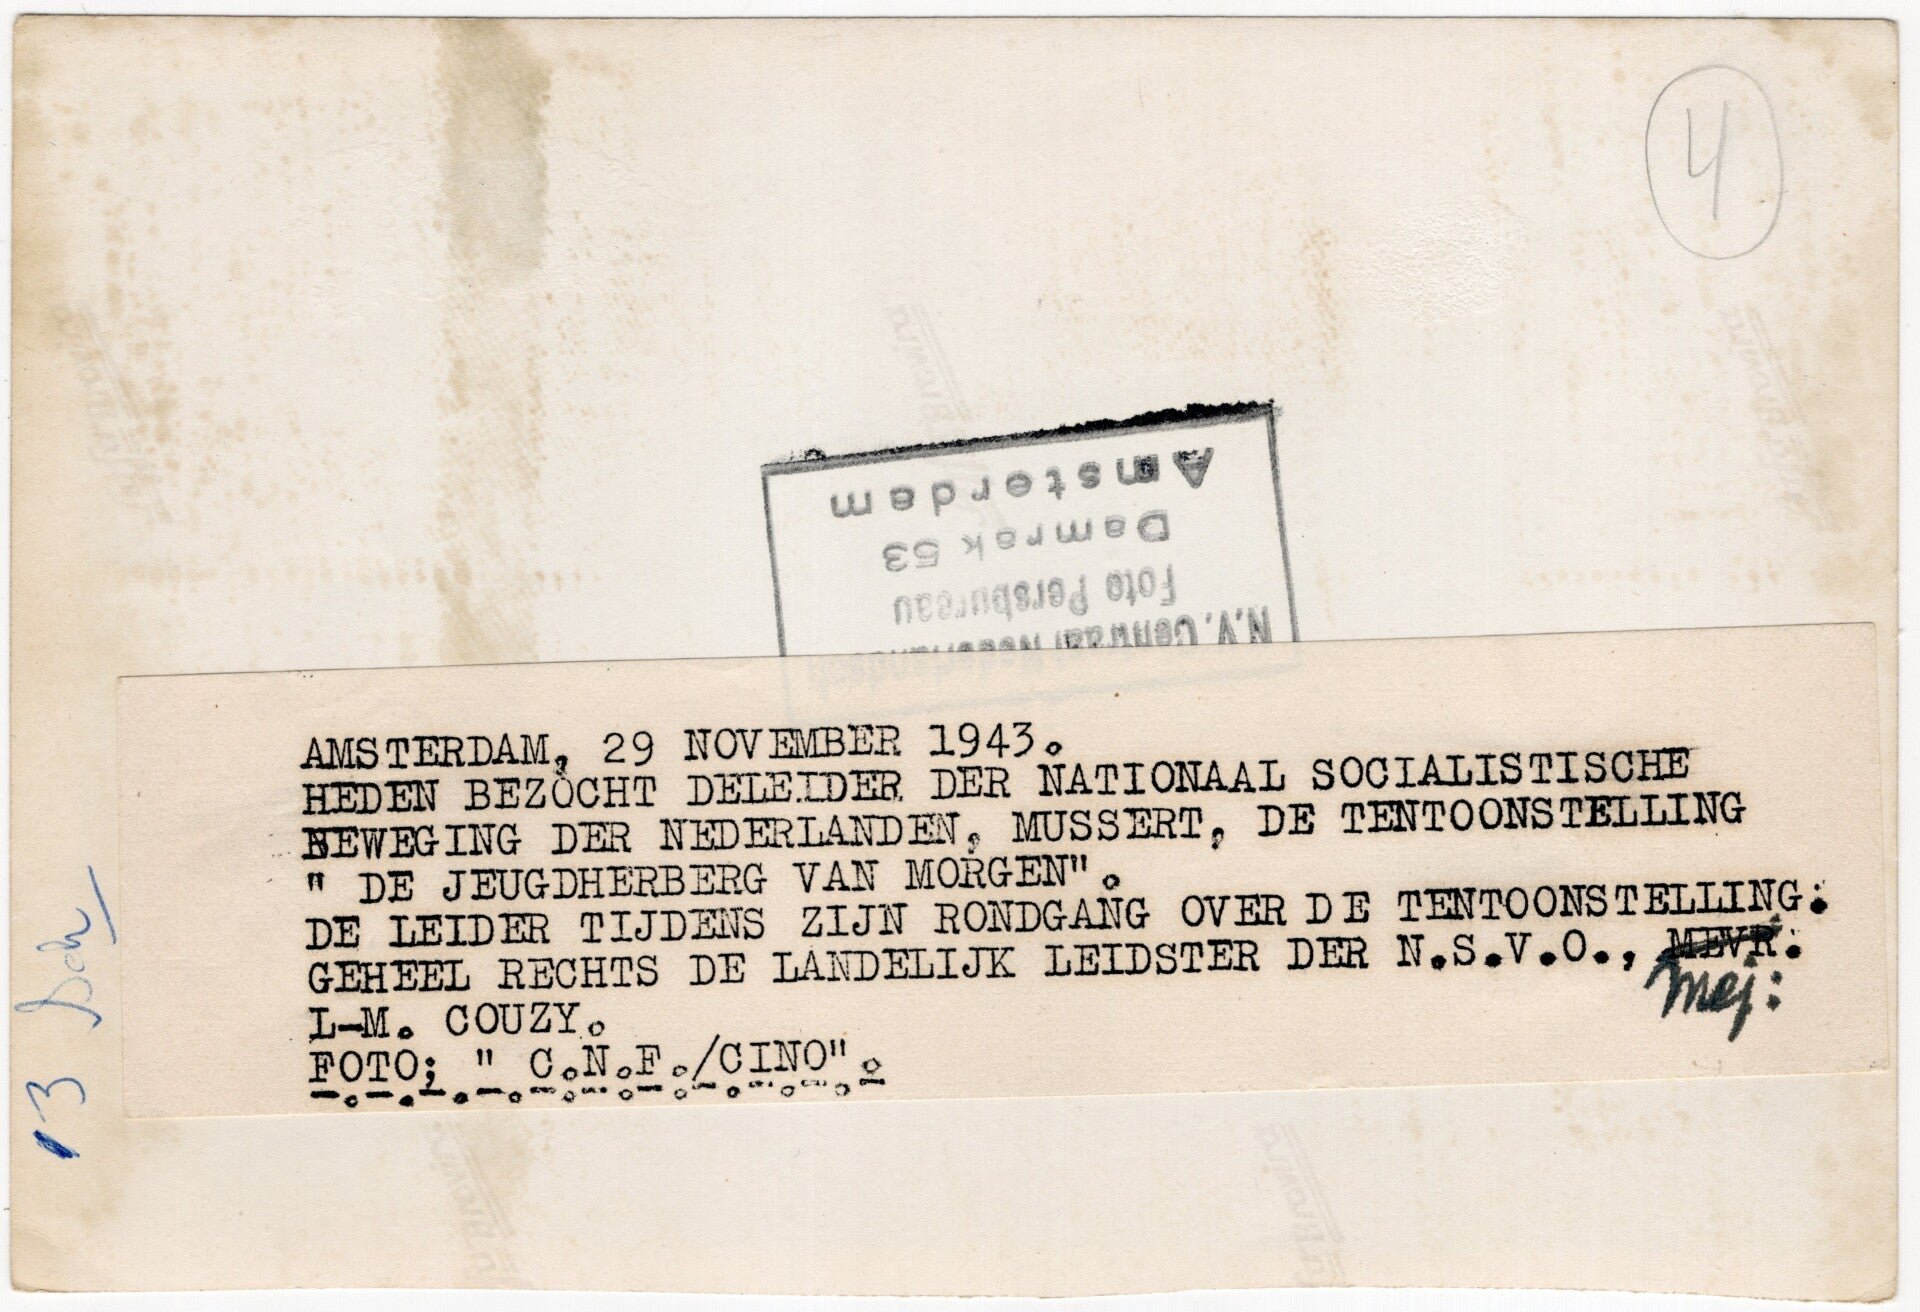 4
Amsterdam
Damrak 53
Foto Persbureau
N.V. Centraal
AMSTERDAM, 29 NOVEMBER 1943.
HEDEN BEZOCHT DELEIDER DER NATIONAAL SOCIALISTISCHE
BEWEGING DER NEDERLANDEN, MUSSERT, DE TENTOONSTELLING
" DE JEUGDHERBERG VAN MORGEN".
DE LEIDER TIJDENS ZIJN RONDGANG OVER DE TENTOONSTELLING:
GEHEEL RECHTS DE LANDELIJK LEIDSTER DER N.S.V.O., MEVR.
Mej:
L-M. COUZY.
FOTO; " C.N.F./CINO".